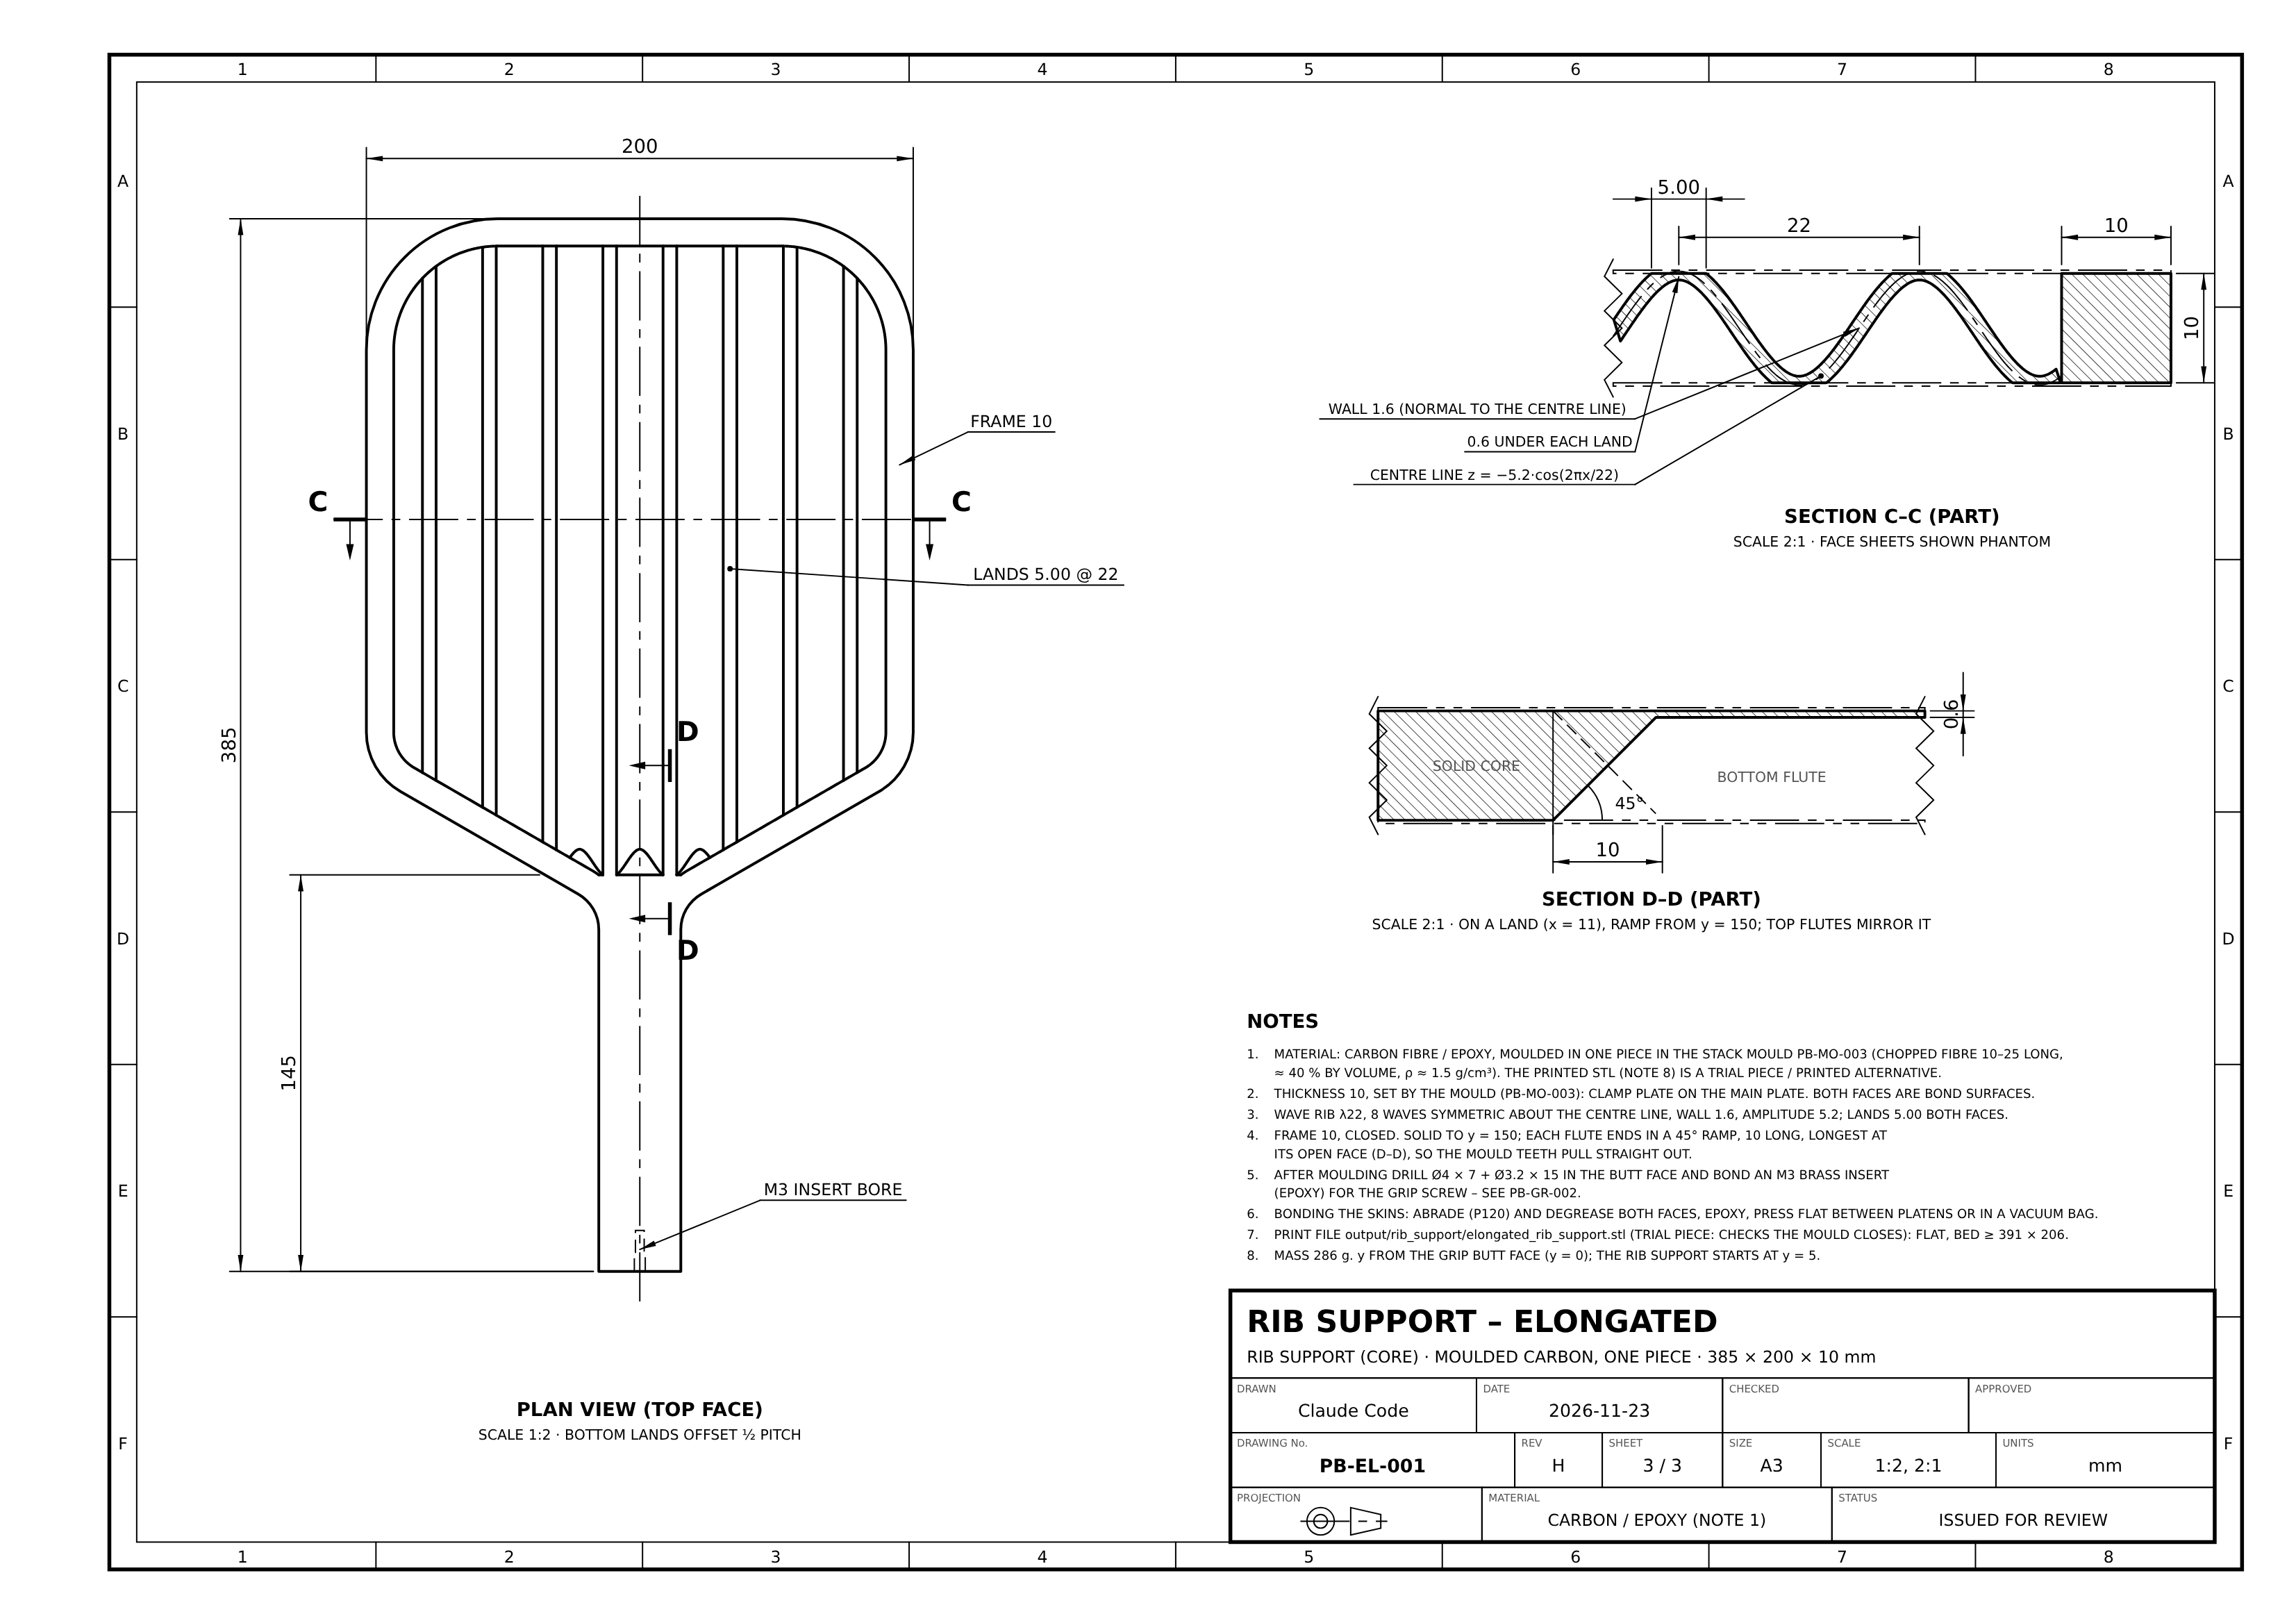 1 2 3 4 5 6 7 8
A A
B B
C C
D D
E E
F F
200
385
145
FRAME 10
C C
LANDS 5.00 @ 22
D
D
M3 INSERT BORE
PLAN VIEW (TOP FACE)
SCALE 1:2 · BOTTOM LANDS OFFSET ½ PITCH
5.00
22
10
10
WALL 1.6 (NORMAL TO THE CENTRE LINE)
0.6 UNDER EACH LAND
CENTRE LINE z = −5.2·cos(2πx/22)
SECTION C–C (PART)
SCALE 2:1 · FACE SHEETS SHOWN PHANTOM
0.6
SOLID CORE
BOTTOM FLUTE
45°
10
SECTION D–D (PART)
SCALE 2:1 · ON A LAND (x = 11), RAMP FROM y = 150; TOP FLUTES MIRROR IT
NOTES
1. MATERIAL: CARBON FIBRE / EPOXY, MOULDED IN ONE PIECE IN THE STACK MOULD PB-MO-003 (CHOPPED FIBRE 10–25 LONG,
≈ 40 % BY VOLUME, ρ ≈ 1.5 g/cm³). THE PRINTED STL (NOTE 8) IS A TRIAL PIECE / PRINTED ALTERNATIVE.
2. THICKNESS 10, SET BY THE MOULD (PB-MO-003): CLAMP PLATE ON THE MAIN PLATE. BOTH FACES ARE BOND SURFACES.
3. WAVE RIB λ22, 8 WAVES SYMMETRIC ABOUT THE CENTRE LINE, WALL 1.6, AMPLITUDE 5.2; LANDS 5.00 BOTH FACES.
4. FRAME 10, CLOSED. SOLID TO y = 150; EACH FLUTE ENDS IN A 45° RAMP, 10 LONG, LONGEST AT
ITS OPEN FACE (D–D), SO THE MOULD TEETH PULL STRAIGHT OUT.
5. AFTER MOULDING DRILL Ø4 × 7 + Ø3.2 × 15 IN THE BUTT FACE AND BOND AN M3 BRASS INSERT
(EPOXY) FOR THE GRIP SCREW – SEE PB-GR-002.
6. BONDING THE SKINS: ABRADE (P120) AND DEGREASE BOTH FACES, EPOXY, PRESS FLAT BETWEEN PLATENS OR IN A VACUUM BAG.
7. PRINT FILE output/rib_support/elongated_rib_support.stl (TRIAL PIECE: CHECKS THE MOULD CLOSES): FLAT, BED ≥ 391 × 206.
8. MASS 286 g. y FROM THE GRIP BUTT FACE (y = 0); THE RIB SUPPORT STARTS AT y = 5.
RIB SUPPORT – ELONGATED
RIB SUPPORT (CORE) · MOULDED CARBON, ONE PIECE · 385 × 200 × 10 mm
DRAWN DATE CHECKED APPROVED
Claude Code 2026-11-23
DRAWING No. REV SHEET SIZE SCALE UNITS
PB-EL-001 H 3 / 3 A3 1:2, 2:1 mm
PROJECTION MATERIAL STATUS
CARBON / EPOXY (NOTE 1) ISSUED FOR REVIEW
1 2 3 4 5 6 7 8